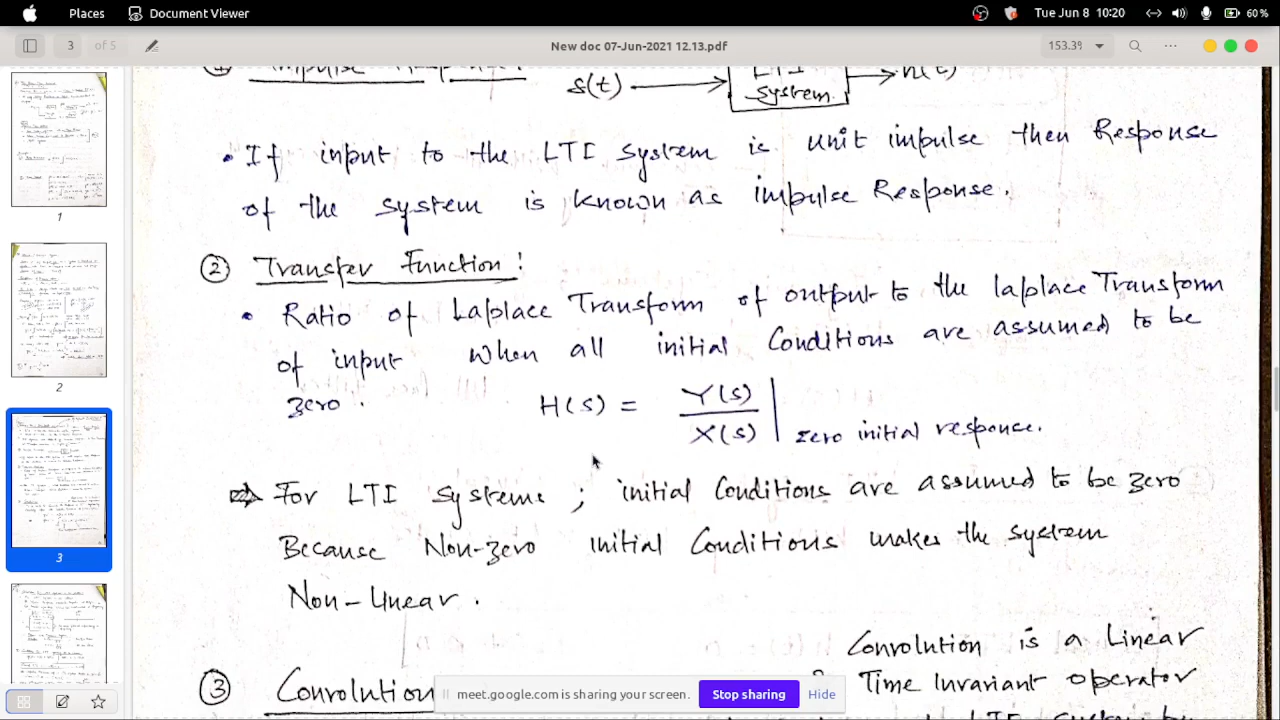 Places Document Viewer Tue Jun 8 10:20 60%
3 of 5 New doc 07-Jun-2021 12.13.pdf 153.39
① Impulse Response:
δ(t) LTI System h(t)
• If input to the LTI System is unit impulse then Response
of the system is known as impulse Response.
② Transfer Function:
• Ratio of Laplace Transform of output to the laplace Transform
of input when all initial Conditions are assumed to be
zero.
H(s) = Y(s) / X(s) | zero initial response.
⇒ For LTI Systems ; initial Conditions are assumed to be zero
Because Non-zero initial Conditions makes the system
Non-Linear.
Convolution is a Linear
③ Convolution
Time Invariant operator
meet.google.com is sharing your screen. Stop sharing Hide
1
2
3